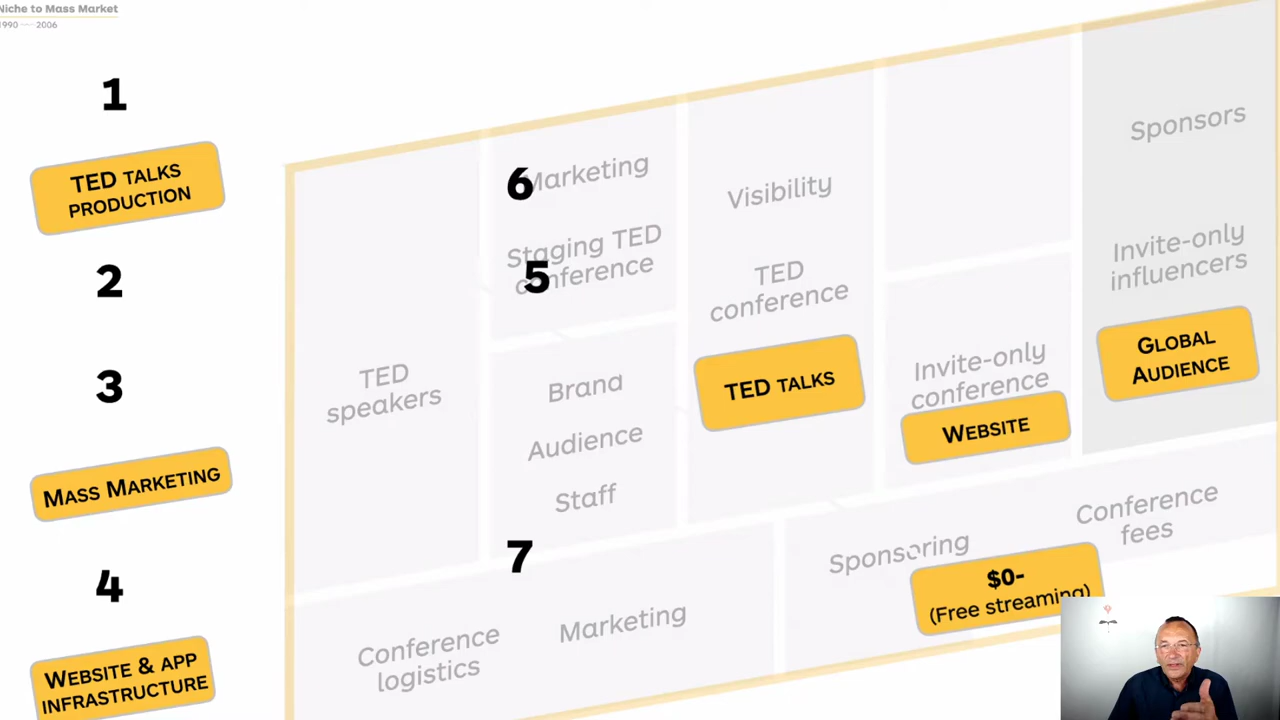 Niche to Mass Market
1990 — 2006
1
TED TALKS
PRODUCTION
2
3
MASS MARKETING
4
WEBSITE & APP
INFRASTRUCTURE
TED
speakers
6
Marketing
Staging TED
conference
5
Brand
Audience
Staff
Visibility
TED
conference
TED TALKS
Invite-only
conference
WEBSITE
Sponsors
Invite-only
influencers
GLOBAL
AUDIENCE
7
Conference
logistics
Marketing
Sponsoring
Conference
fees
$0-
(Free streaming)